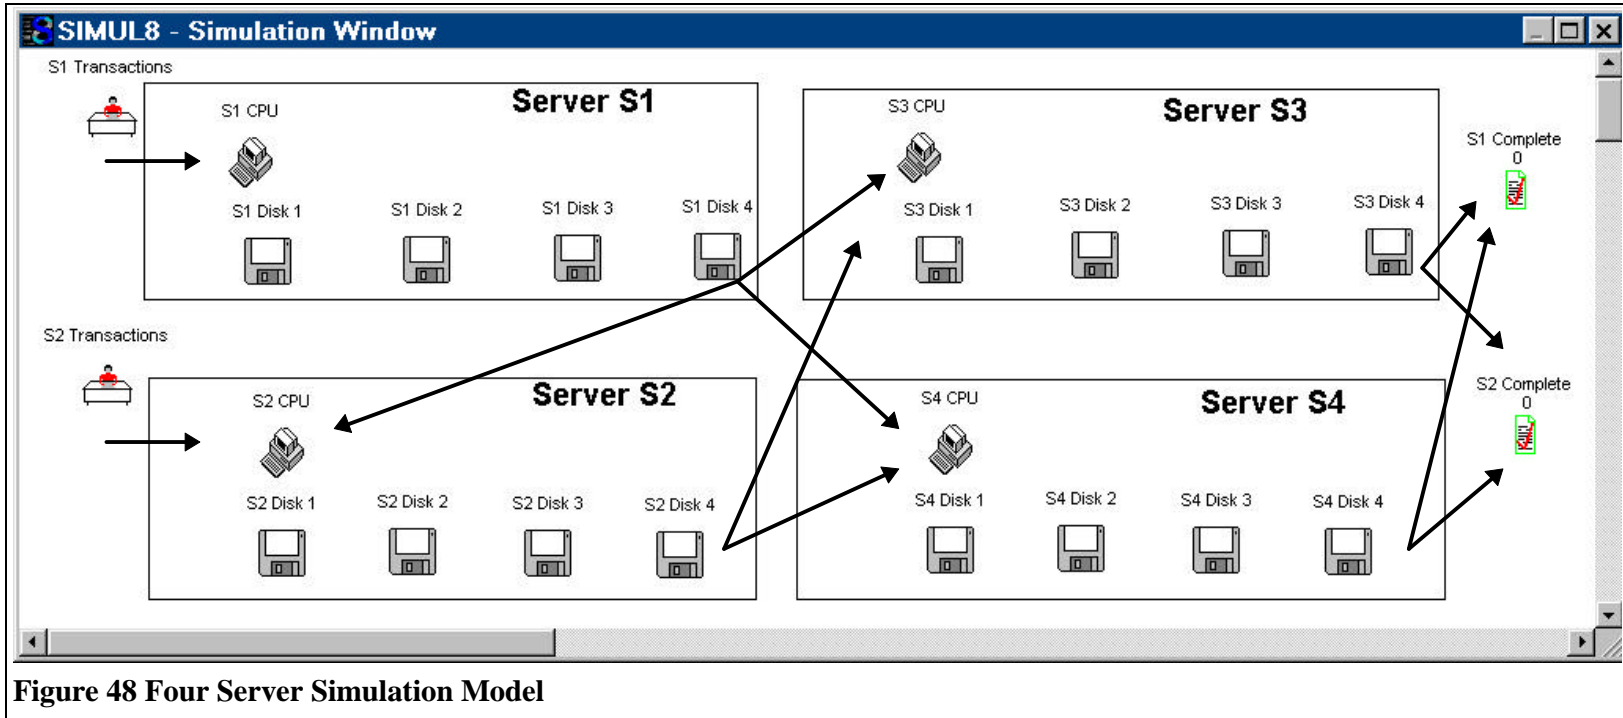 SIMUL8 - Simulation Window
S1 Transactions
Server S1
S1 CPU
S1 Disk 1
S1 Disk 2
S1 Disk 3
S1 Disk 4
Server S3
S3 CPU
S3 Disk 1
S3 Disk 2
S3 Disk 3
S3 Disk 4
S1 Complete
0
S2 Transactions
Server S2
S2 CPU
S2 Disk 1
S2 Disk 2
S2 Disk 3
S2 Disk 4
Server S4
S4 CPU
S4 Disk 1
S4 Disk 2
S4 Disk 3
S4 Disk 4
S2 Complete
0
Figure 48 Four Server Simulation Model